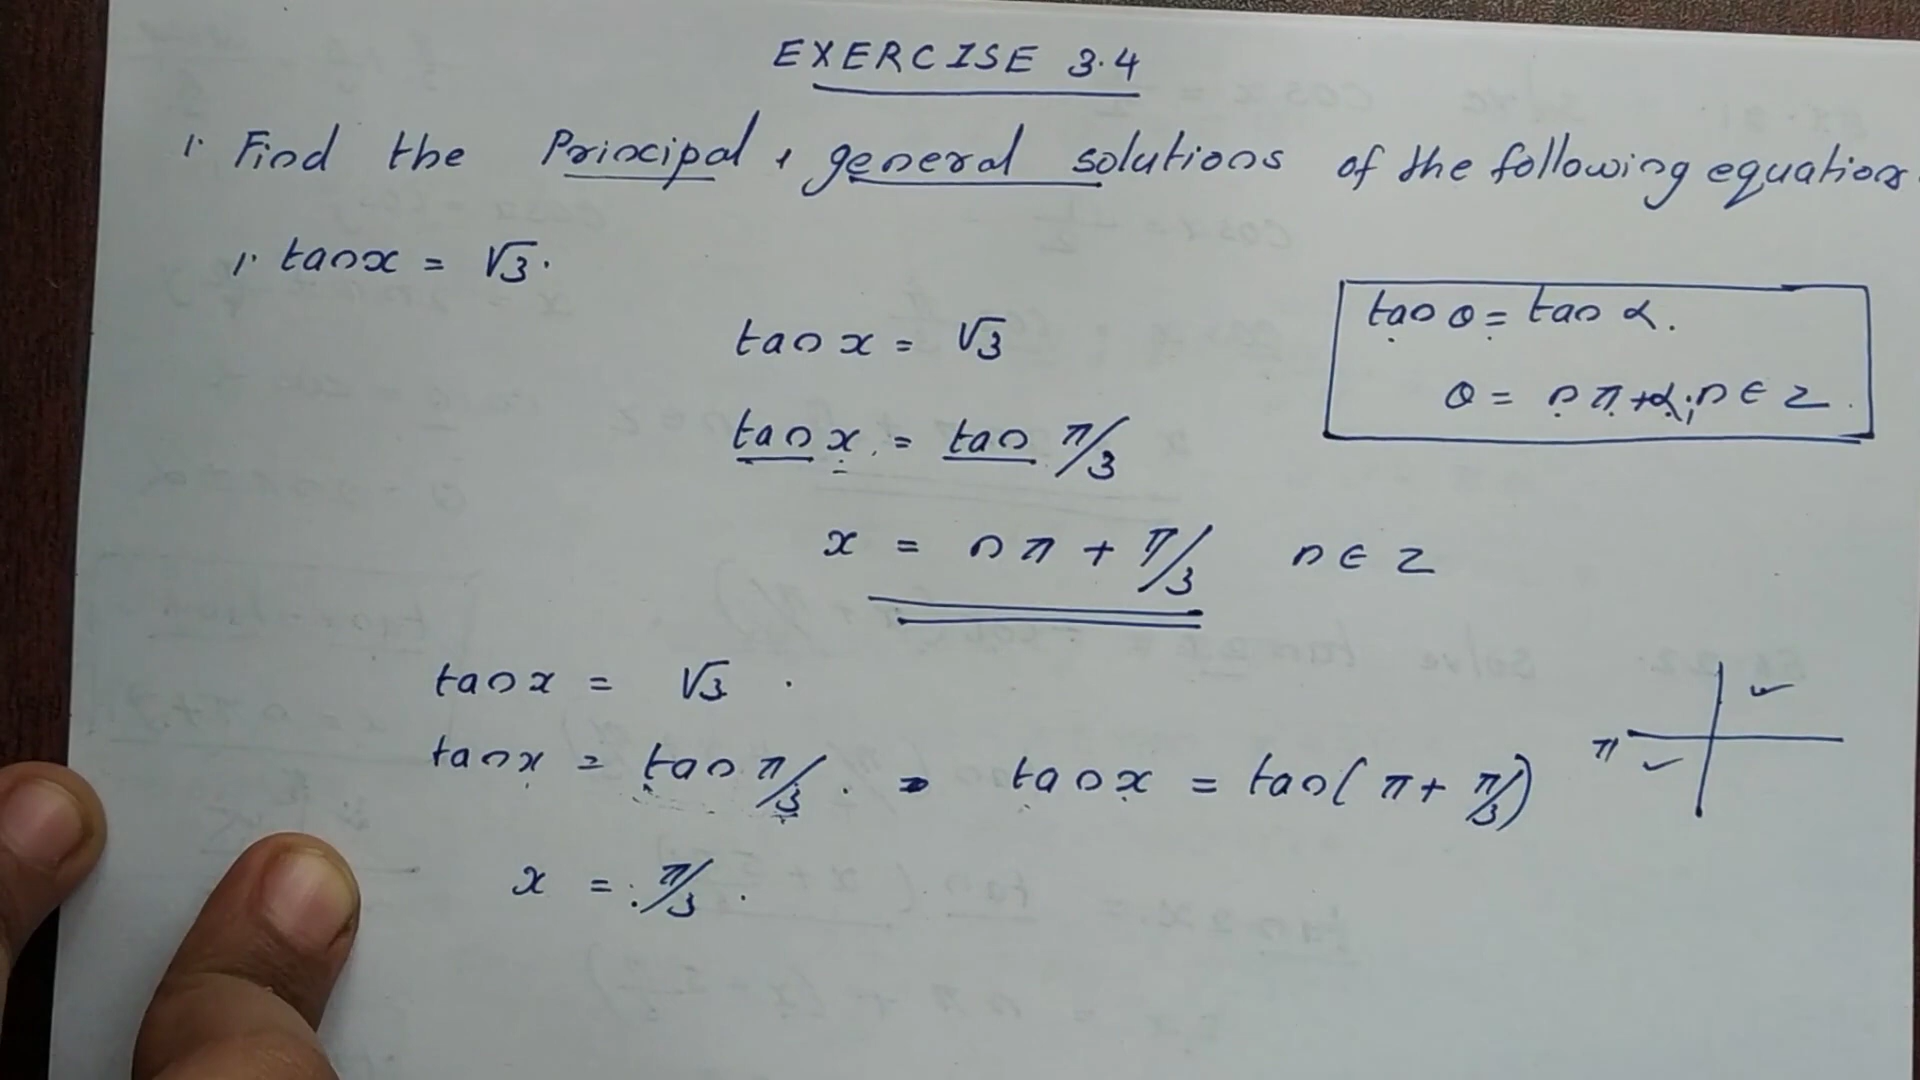 EXERCISE 3.4
1. Find the Principal & general solutions of the following equations
1. tan x = √3.
tan x = √3
tan θ = tan α.
tan x = tan π/3
θ = nπ+α; n ∈ Z.
x = nπ + π/3 n ∈ Z
tan x = √3
tan x = tan π/3. tan x = tan(π + π/3)
π
x = π/3.